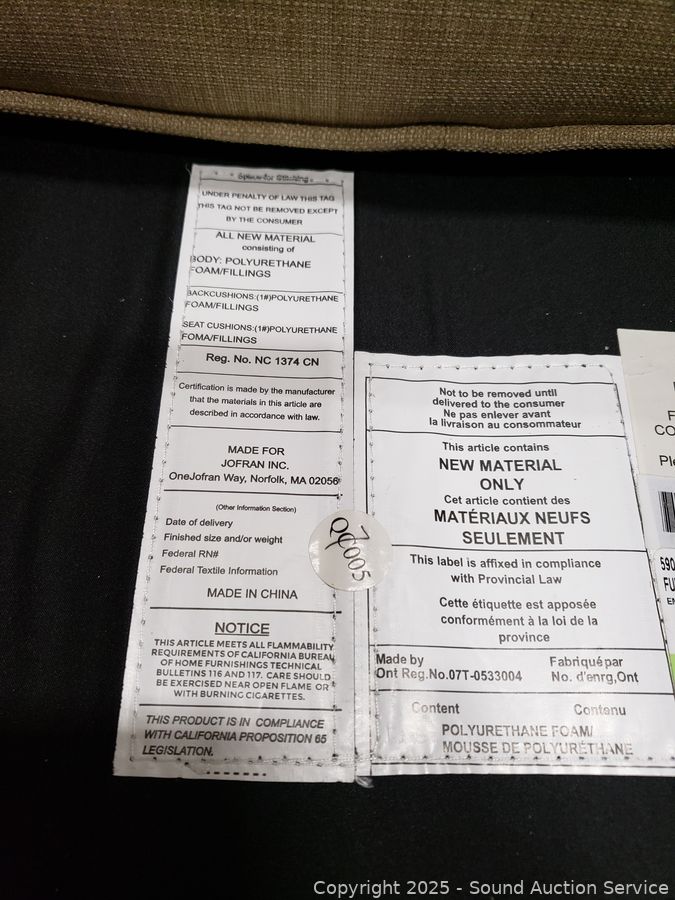 Space for Stitching
UNDER PENALTY OF LAW THIS TAG
THIS TAG NOT BE REMOVED EXCEPT
BY THE CONSUMER
ALL NEW MATERIAL
consisting of
BODY: POLYURETHANE
FOAM/FILLINGS
BACKCUSHIONS:(1#)POLYURETHANE
FOAM/FILLINGS
SEAT CUSHIONS:(1#)POLYURETHANE
FOMA/FILLINGS
Reg. No. NC 1374 CN
Certification is made by the manufacturer
that the materials in this article are
described in accordance with law.
MADE FOR
JOFRAN INC.
OneJofran Way, Norfolk, MA 02056
(Other Information Section)
Date of delivery
Finished size and/or weight
Federal RN#
Federal Textile Information
MADE IN CHINA
NOTICE
THIS ARTICLE MEETS ALL FLAMMABILITY
REQUIREMENTS OF CALIFORNIA BUREAU
OF HOME FURNISHINGS TECHNICAL
BULLETINS 116 AND 117. CARE SHOULD
BE EXERCISED NEAR OPEN FLAME OR
WITH BURNING CIGARETTES.
THIS PRODUCT IS IN COMPLIANCE
WITH CALIFORNIA PROPOSITION 65
LEGISLATION.
7
005
Not to be removed until
delivered to the consumer
Ne pas enlever avant
la livraison au consommateur
This article contains
NEW MATERIAL
ONLY
Cet article contient des
MATÉRIAUX NEUFS
SEULEMENT
This label is affixed in compliance
with Provincial Law
Cette étiquette est apposée
conformément à la loi de la
province
Made by Fabriqué par
Ont Reg.No.07T-0533004 No. d'enrg,Ont
Content Contenu
POLYURETHANE FOAM/
MOUSSE DE POLYURÉTHANE
F
CO
Ple
590
FU
EN
Copyright 2025 - Sound Auction Service